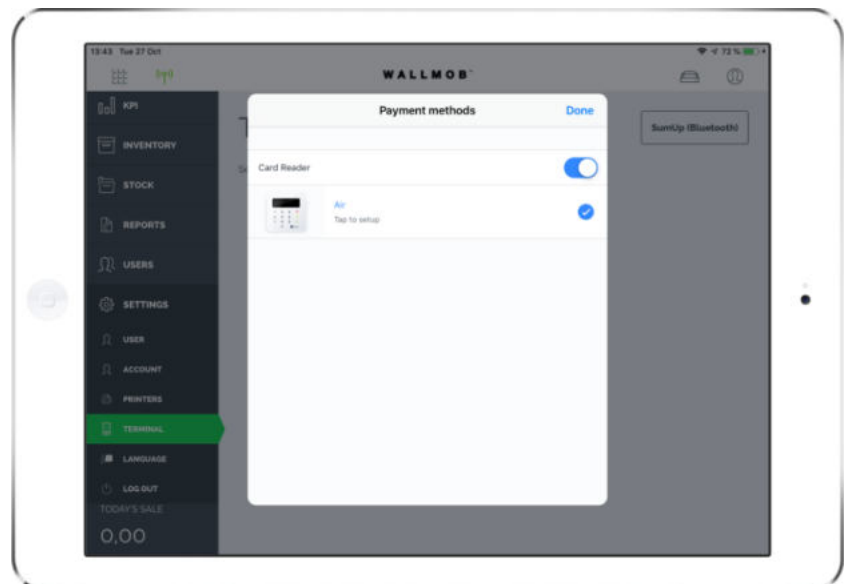 13:43 Tue 27 Oct
72 %
WALLMOB
KPI
Payment methods
Done
SumUp (Bluetooth)
INVENTORY
Card Reader
STOCK
Air
Tap to setup
REPORTS
USERS
SETTINGS
USER
ACCOUNT
PRINTERS
TERMINAL
LANGUAGE
LOG OUT
TODAY'S SALE
0,00